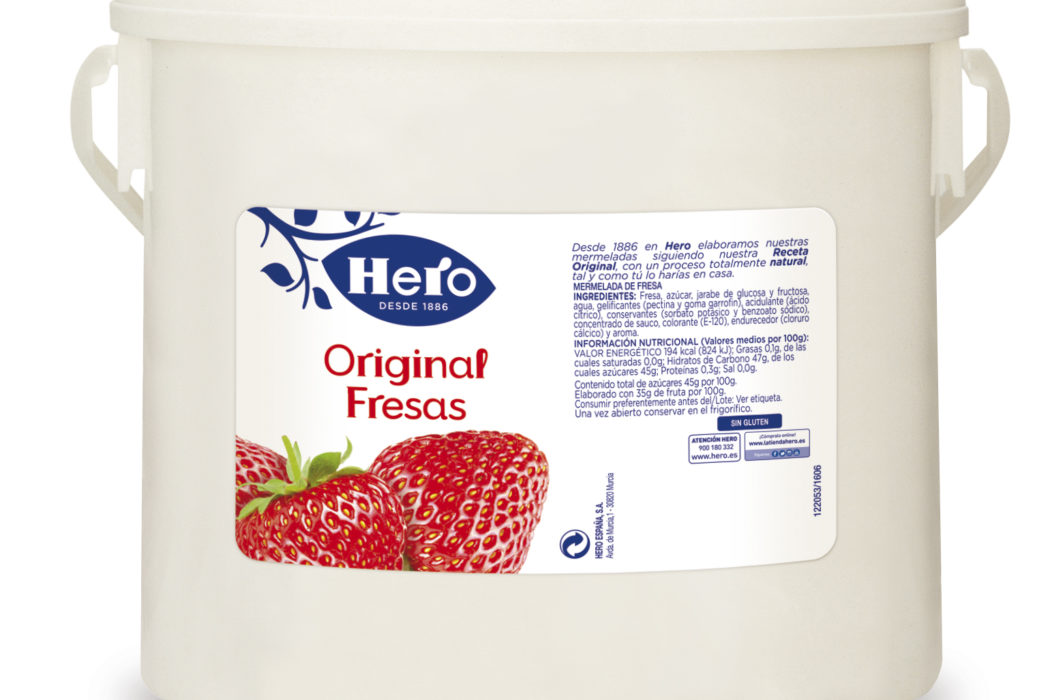 Hero
DESDE 1886
Original
Fresas
Desde 1886 en Hero elaboramos nuestras
mermeladas siguiendo nuestra Receta
Original, con un proceso totalmente natural,
tal y como tú lo harías en casa.
MERMELADA DE FRESA
INGREDIENTES: Fresa, azúcar, jarabe de glucosa y fructosa,
agua, gelificantes (pectina y goma garrofín), acidulante (ácido
cítrico), conservantes (sorbato potásico y benzoato sódico),
concentrado de sauco, colorante (E-120), endurecedor (cloruro
cálcico) y aroma.
INFORMACIÓN NUTRICIONAL (Valores medios por 100g):
VALOR ENERGÉTICO 194 kcal (824 kJ); Grasas 0,1g, de las
cuales saturadas 0,0g; Hidratos de Carbono 47g, de los
cuales azúcares 45g; Proteínas 0,3g; Sal 0,0g.
Contenido total de azúcares 45g por 100g.
Elaborado con 35g de fruta por 100g.
Consumir preferentemente antes del/Lote: Ver etiqueta.
Una vez abierto conservar en el frigorífico.
SIN GLUTEN
ATENCIÓN HERO
900 180 332
www.hero.es
¡Cómpralo online!
www.latiendahero.es
Síguenos:
HERO ESPAÑA, S.A.
Avda. de Murcia,1 - 30820 Murcia
122053/1606